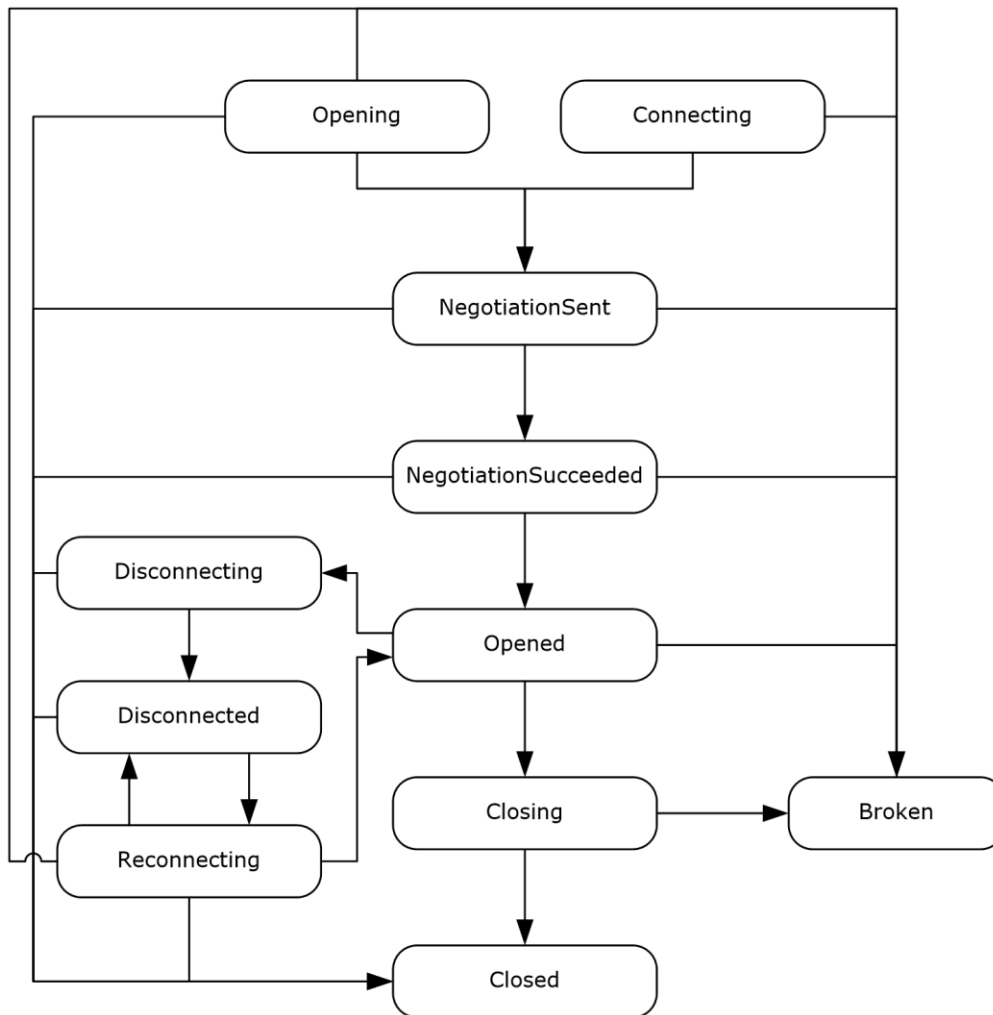 Opening
Connecting
NegotiationSent
NegotiationSucceeded
Disconnecting
Opened
Disconnected
Closing
Broken
Reconnecting
Closed